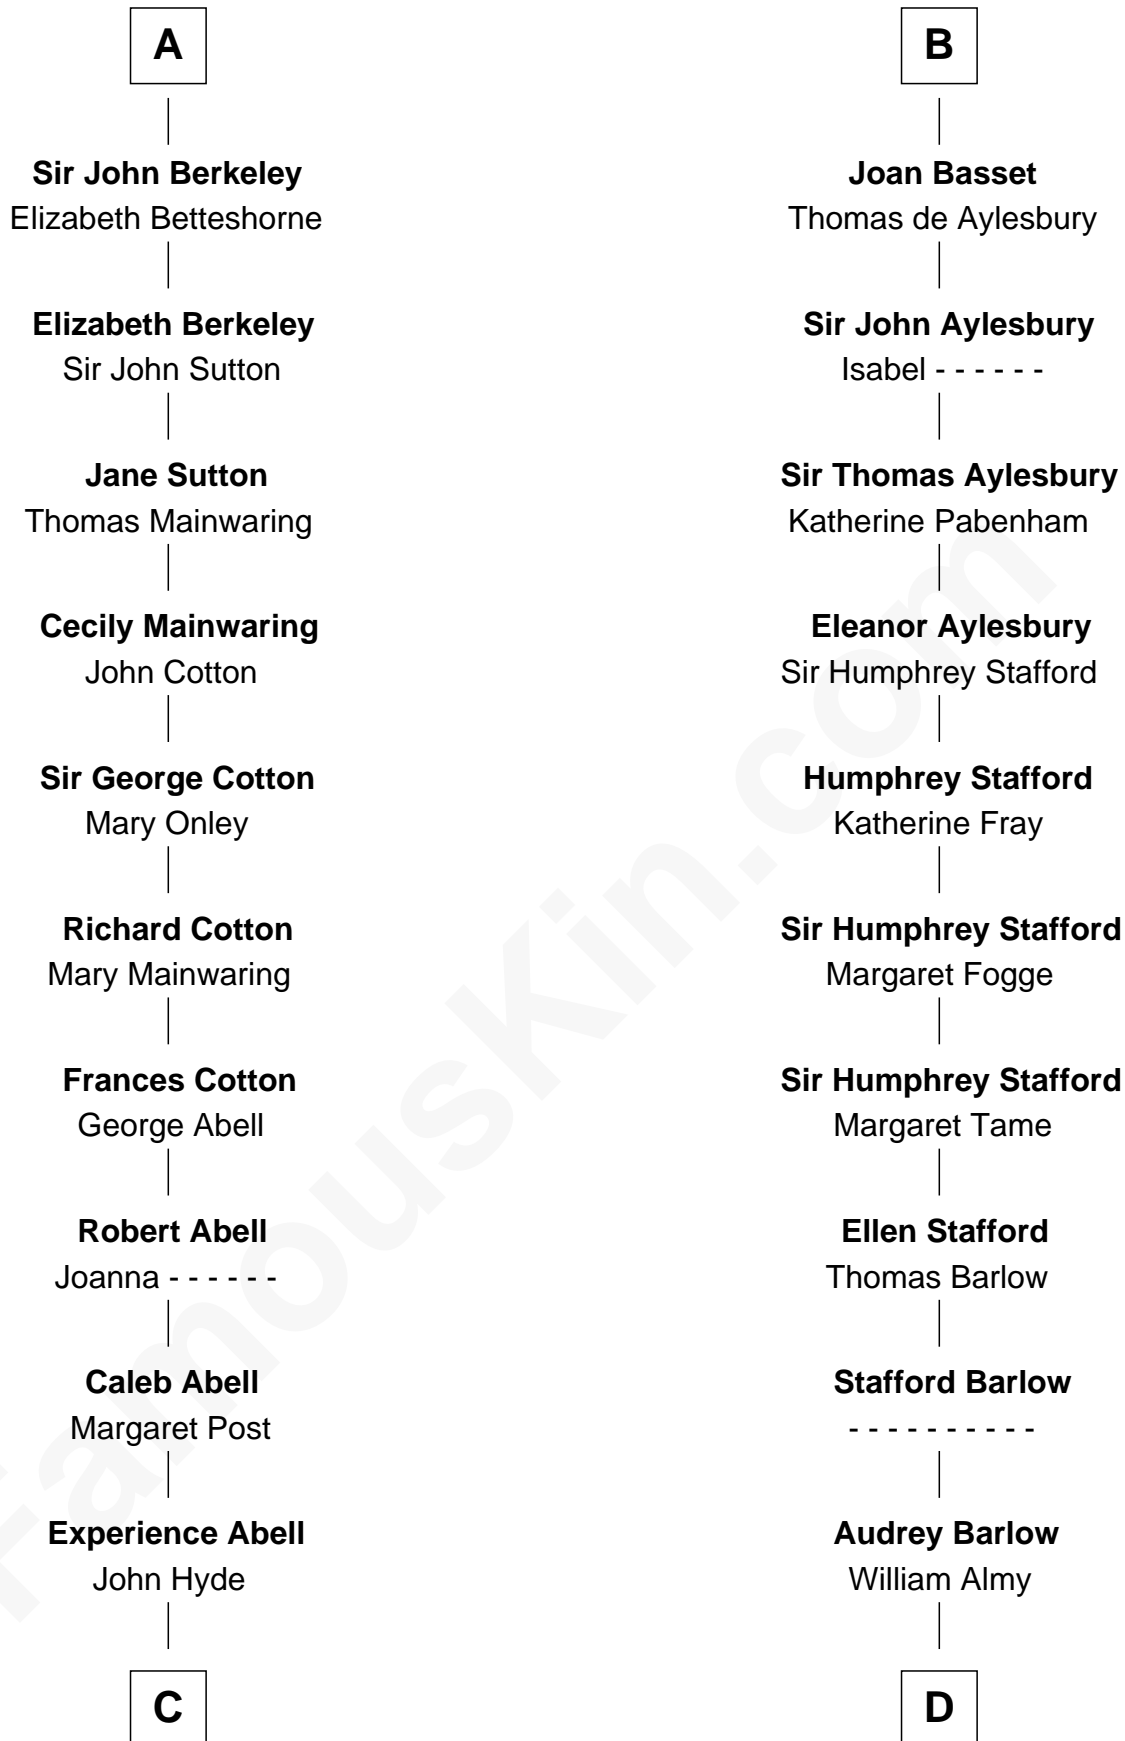 A
Sir John Berkeley
Elizabeth Betteshorne
Elizabeth Berkeley
Sir John Sutton
Jane Sutton
Thomas Mainwaring
Cecily Mainwaring
John Cotton
Sir George Cotton
Mary Onley
Richard Cotton
Mary Mainwaring
Frances Cotton
George Abell
Robert Abell
Joanna - - - - - -
Caleb Abell
Margaret Post
Experience Abell
John Hyde
C
B
Joan Basset
Thomas de Aylesbury
Sir John Aylesbury
Isabel - - - - - -
Sir Thomas Aylesbury
Katherine Pabenham
Eleanor Aylesbury
Sir Humphrey Stafford
Humphrey Stafford
Katherine Fray
Sir Humphrey Stafford
Margaret Fogge
Sir Humphrey Stafford
Margaret Tame
Ellen Stafford
Thomas Barlow
Stafford Barlow
- - - - - - - - - -
Audrey Barlow
William Almy
D
FamousKin.com